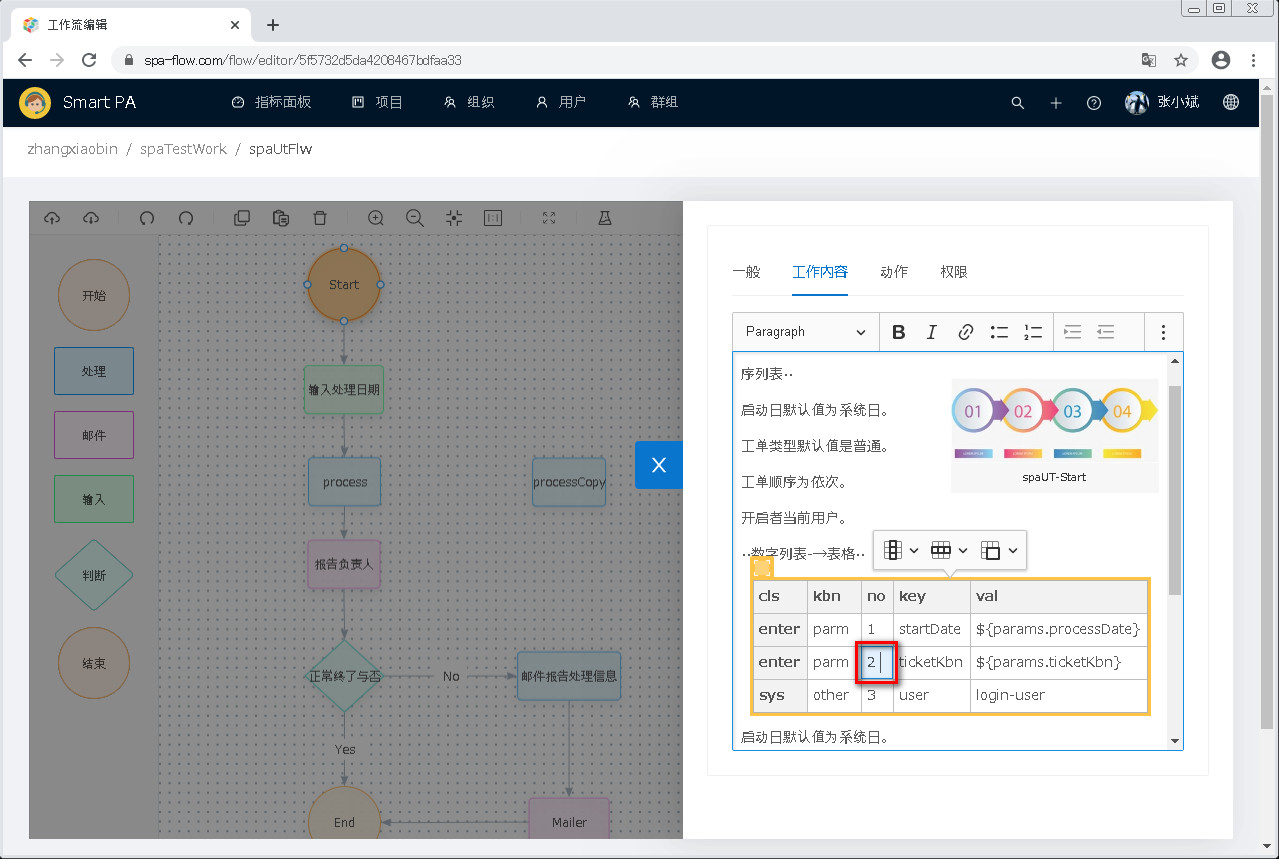 工作流编辑
spa-flow.com/flow/editor/5f5732d5da4208467bdfaa33
Smart PA 指标面板 项目 组织 用户 群组 张小斌
zhangxiaobin / spaTestWork / spaUtFlw
开始
处理
邮件
输入
判断
结束
Start
输入处理日期
process
processCopy
报告负责人
正常终了与否
No
邮件报告处理信息
Yes
End
Mailer
X
一般 工作内容 动作 权限
Paragraph B I
序列表··
启动日默认值为系统日。
工单类型默认值是普通。
工单顺序为依次。
开启者当前用户。
01 02 03 04
spaUT-Start
··数字列表-→表格··
cls kbn no key val
enter parm 1 startDate ${params.processDate}
enter parm 2 ticketKbn ${params.ticketKbn}
sys other 3 user login-user
启动日默认值为系统日。